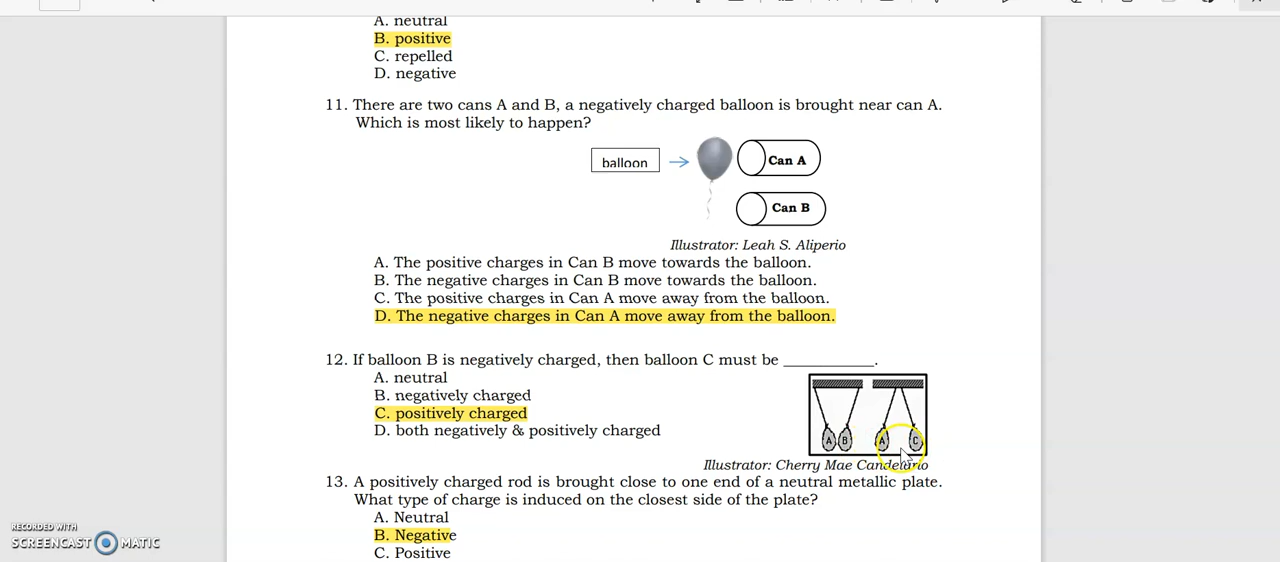 A. neutral
B. positive
C. repelled
D. negative
11. There are two cans A and B, a negatively charged balloon is brought near can A.
Which is most likely to happen?
balloon
Can A
Can B
Illustrator: Leah S. Aliperio
A. The positive charges in Can B move towards the balloon.
B. The negative charges in Can B move towards the balloon.
C. The positive charges in Can A move away from the balloon.
D. The negative charges in Can A move away from the balloon.
12. If balloon B is negatively charged, then balloon C must be ____________.
A. neutral
B. negatively charged
C. positively charged
D. both negatively & positively charged
A B A C
Illustrator: Cherry Mae Candelario
13. A positively charged rod is brought close to one end of a neutral metallic plate.
What type of charge is induced on the closest side of the plate?
A. Neutral
B. Negative
C. Positive
RECORDED WITH
SCREENCAST MATIC